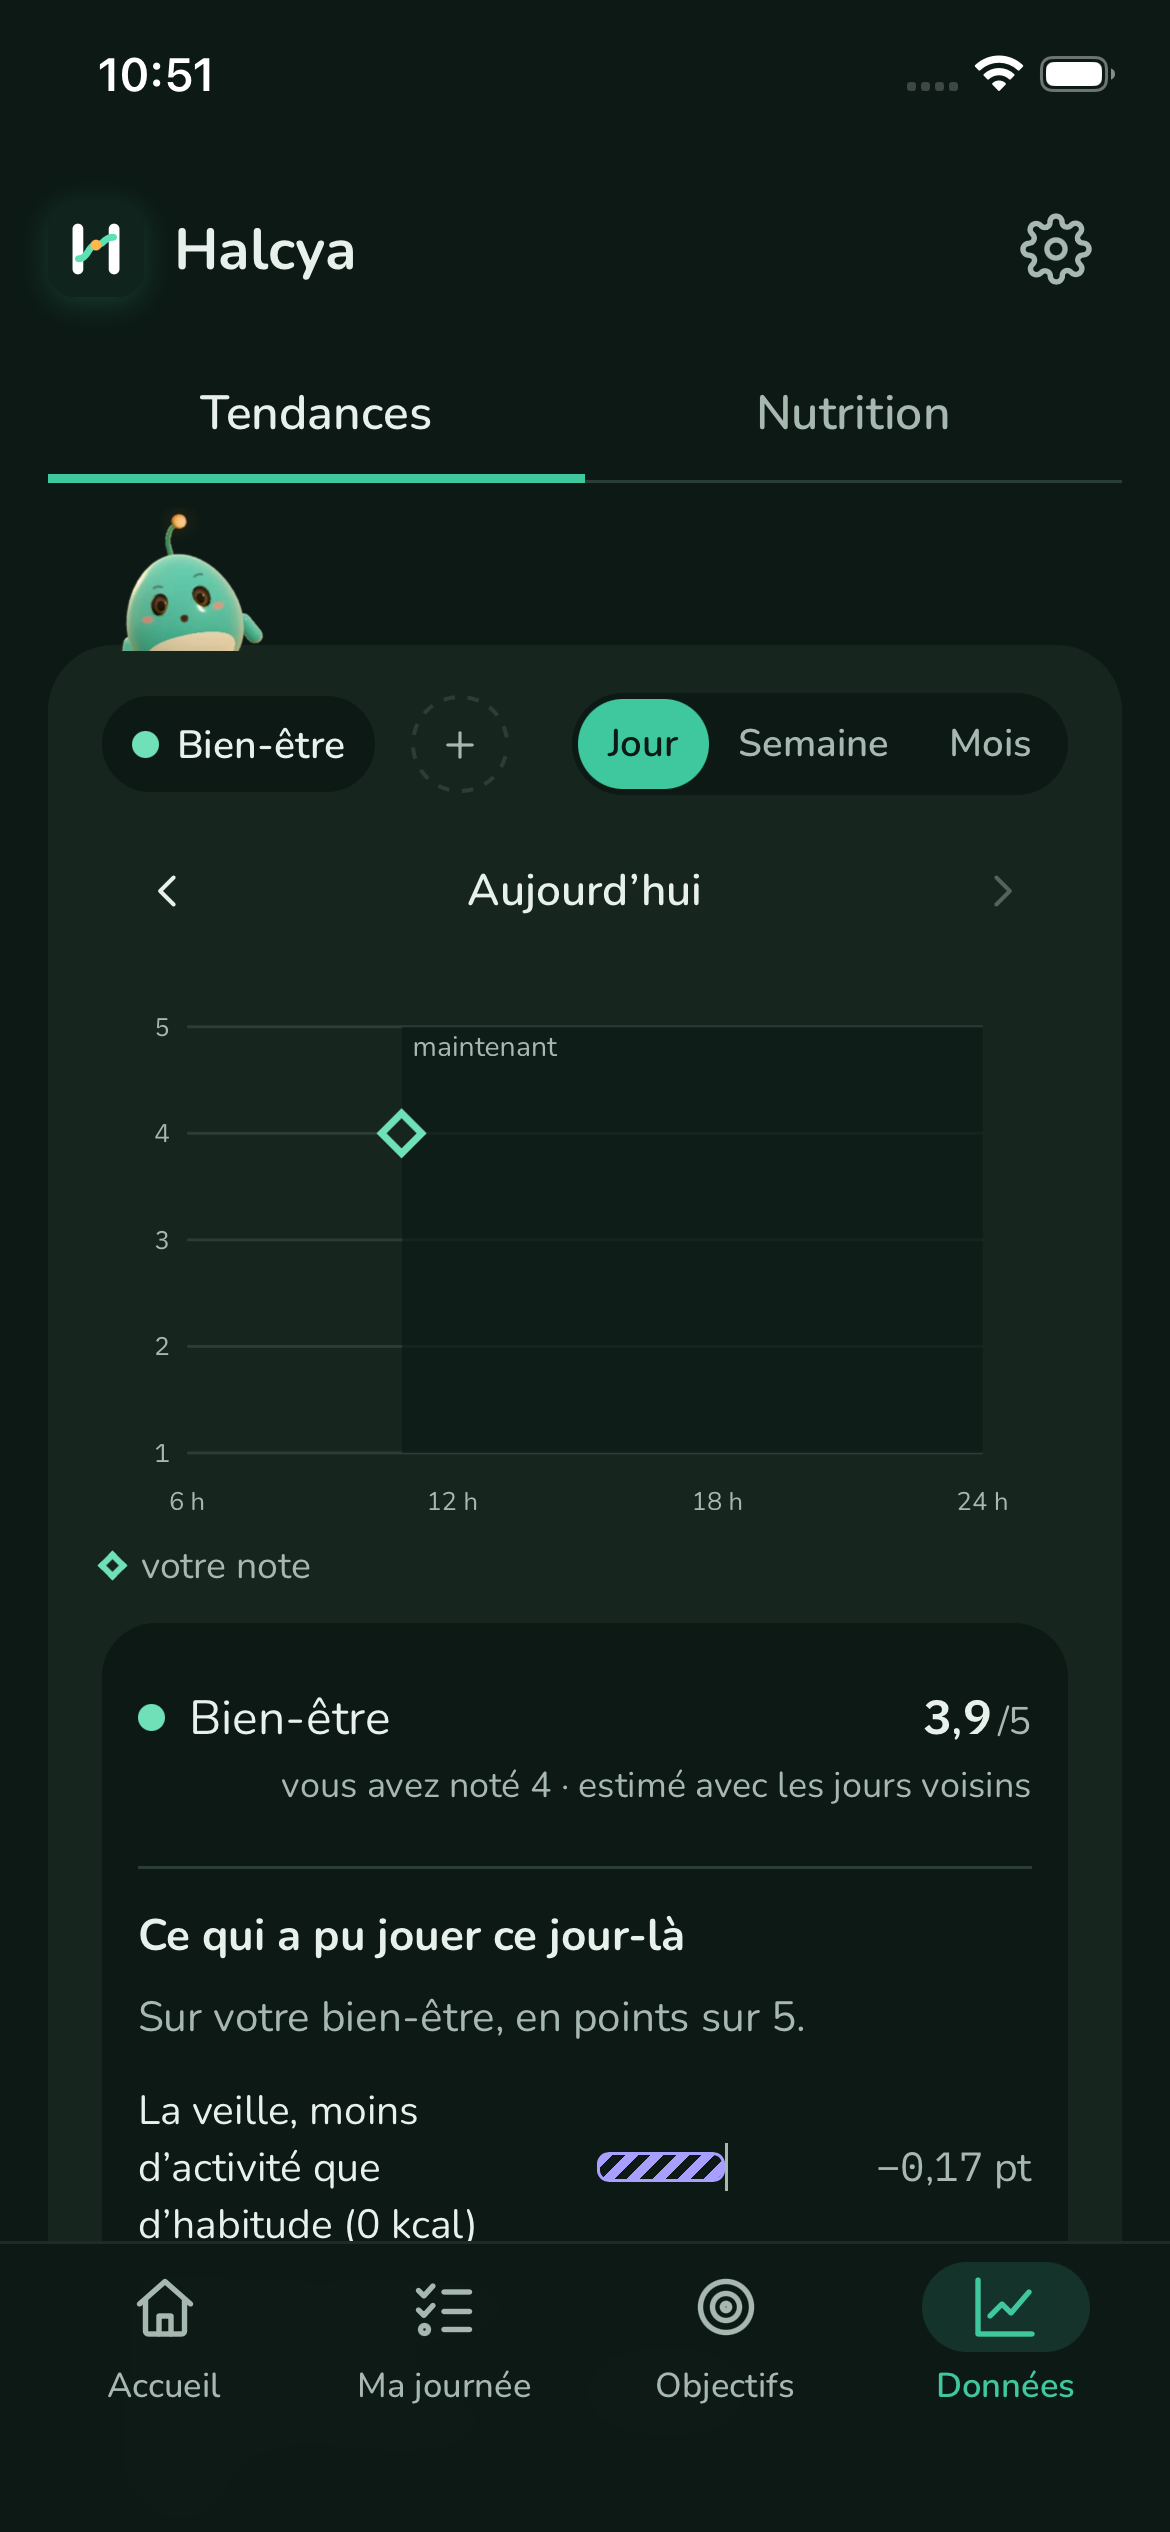 10:51
Halcya
Tendances
Nutrition
Bien-être
+
Jour
Semaine
Mois
Aujourd’hui
5
maintenant
4
3
2
1
6 h
12 h
18 h
24 h
votre note
Bien-être
3,9 /5
vous avez noté 4 · estimé avec les jours voisins
Ce qui a pu jouer ce jour-là
Sur votre bien-être, en points sur 5.
La veille, moins
d’activité que
−0,17 pt
d’habitude (0 kcal)
Accueil
Ma journée
Objectifs
Données